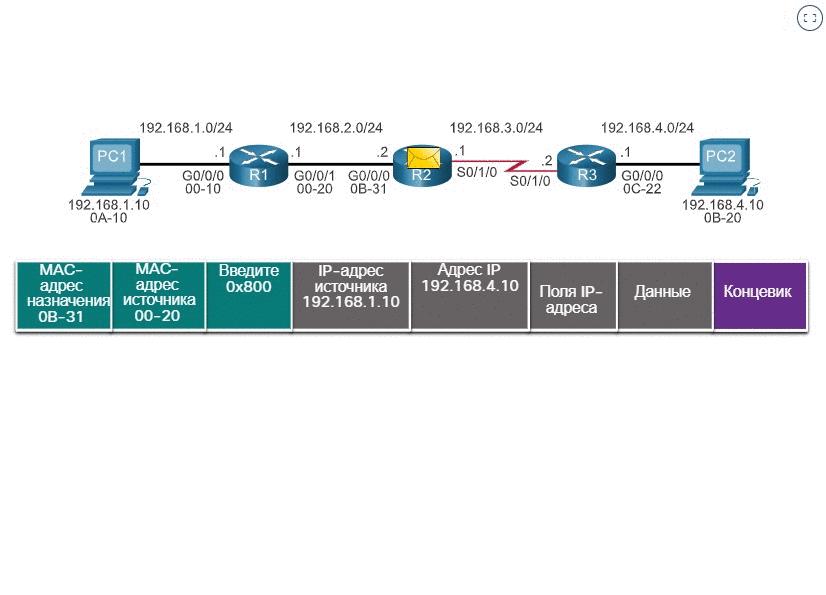 192.168.1.0/24
192.168.2.0/24
192.168.3.0/24
192.168.4.0/24
PC1
.1
R1
.1
.2
R2
.1
.2
R3
.1
PC2
G0/0/0
00-10
G0/0/1
00-20
G0/0/0
0B-31
S0/1/0
S0/1/0
G0/0/0
0C-22
192.168.1.10
0A-10
192.168.4.10
0B-20
MAC-
адрес
назначения
0B-31
MAC-
адрес
источника
00-20
Введите
0x800
IP-адрес
источника
192.168.1.10
Адрес IP
192.168.4.10
Поля IP-
адреса
Данные
Концевик